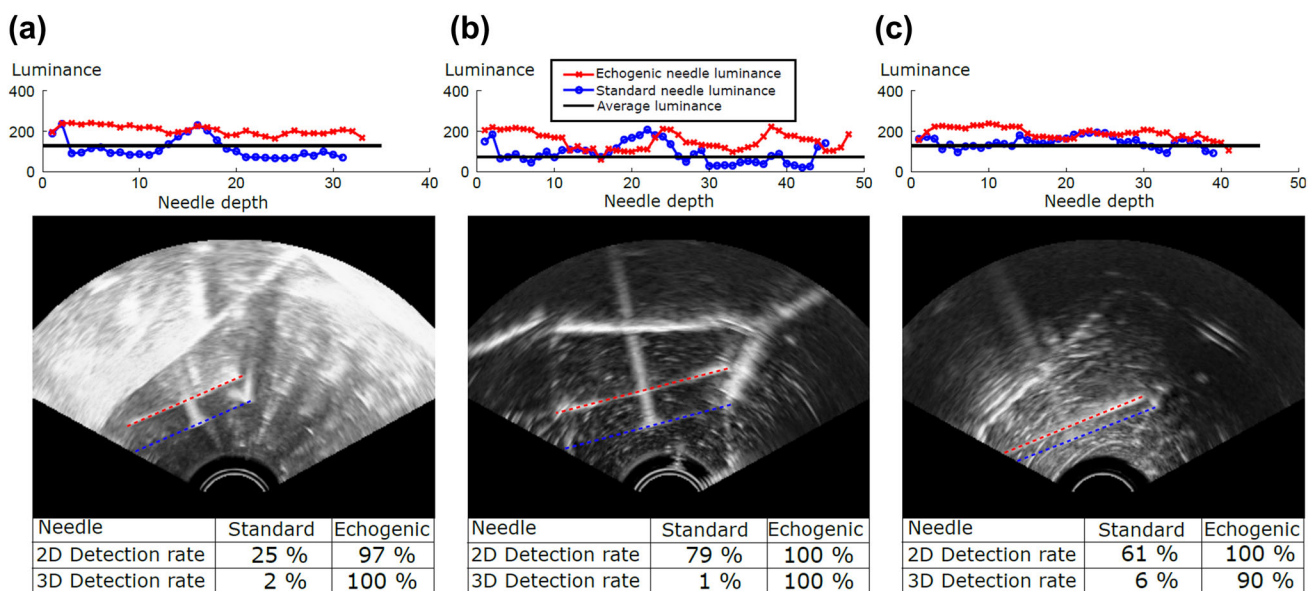 (a)
(b)
(c)
Luminance
400
200
0
0 10 20 30 40
Needle depth
Luminance
400
200
0
Echogenic needle luminance
Standard needle luminance
Average luminance
0 10 20 30 40 50
Needle depth
Luminance
400
200
0
0 10 20 30 40 50
Needle depth
Needle Standard Echogenic
2D Detection rate 25 % 97 %
3D Detection rate 2 % 100 %
Needle Standard Echogenic
2D Detection rate 79 % 100 %
3D Detection rate 1 % 100 %
Needle Standard Echogenic
2D Detection rate 61 % 100 %
3D Detection rate 6 % 90 %